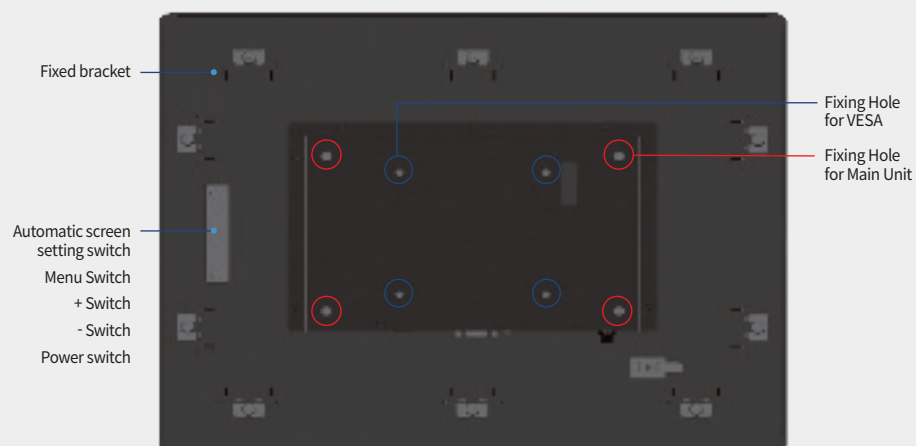 Fixed bracket
Automatic screen
setting switch
Menu Switch
+ Switch
- Switch
Power switch
Fixing Hole
for VESA
Fixing Hole
for Main Unit